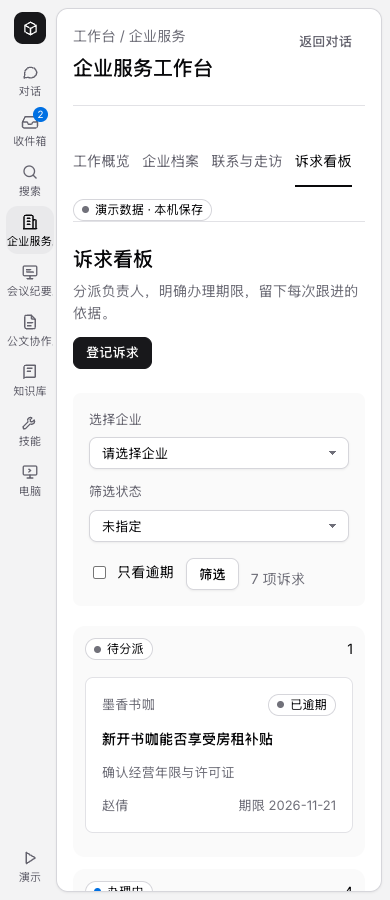 对话
2
收件箱
搜索
企业服务
会议纪要
公文协作
知识库
技能
电脑
演示
工作台 / 企业服务
返回对话
企业服务工作台
工作概览 企业档案 联系与走访 诉求看板
演示数据 · 本机保存
诉求看板
分派负责人，明确办理期限，留下每次跟进的
依据。
登记诉求
选择企业
请选择企业
筛选状态
未指定
只看逾期 筛选 7 项诉求
待分派 1
墨香书咖 已逾期
新开书咖能否享受房租补贴
确认经营年限与许可证
赵倩 期限 2026-11-21
办理中 4